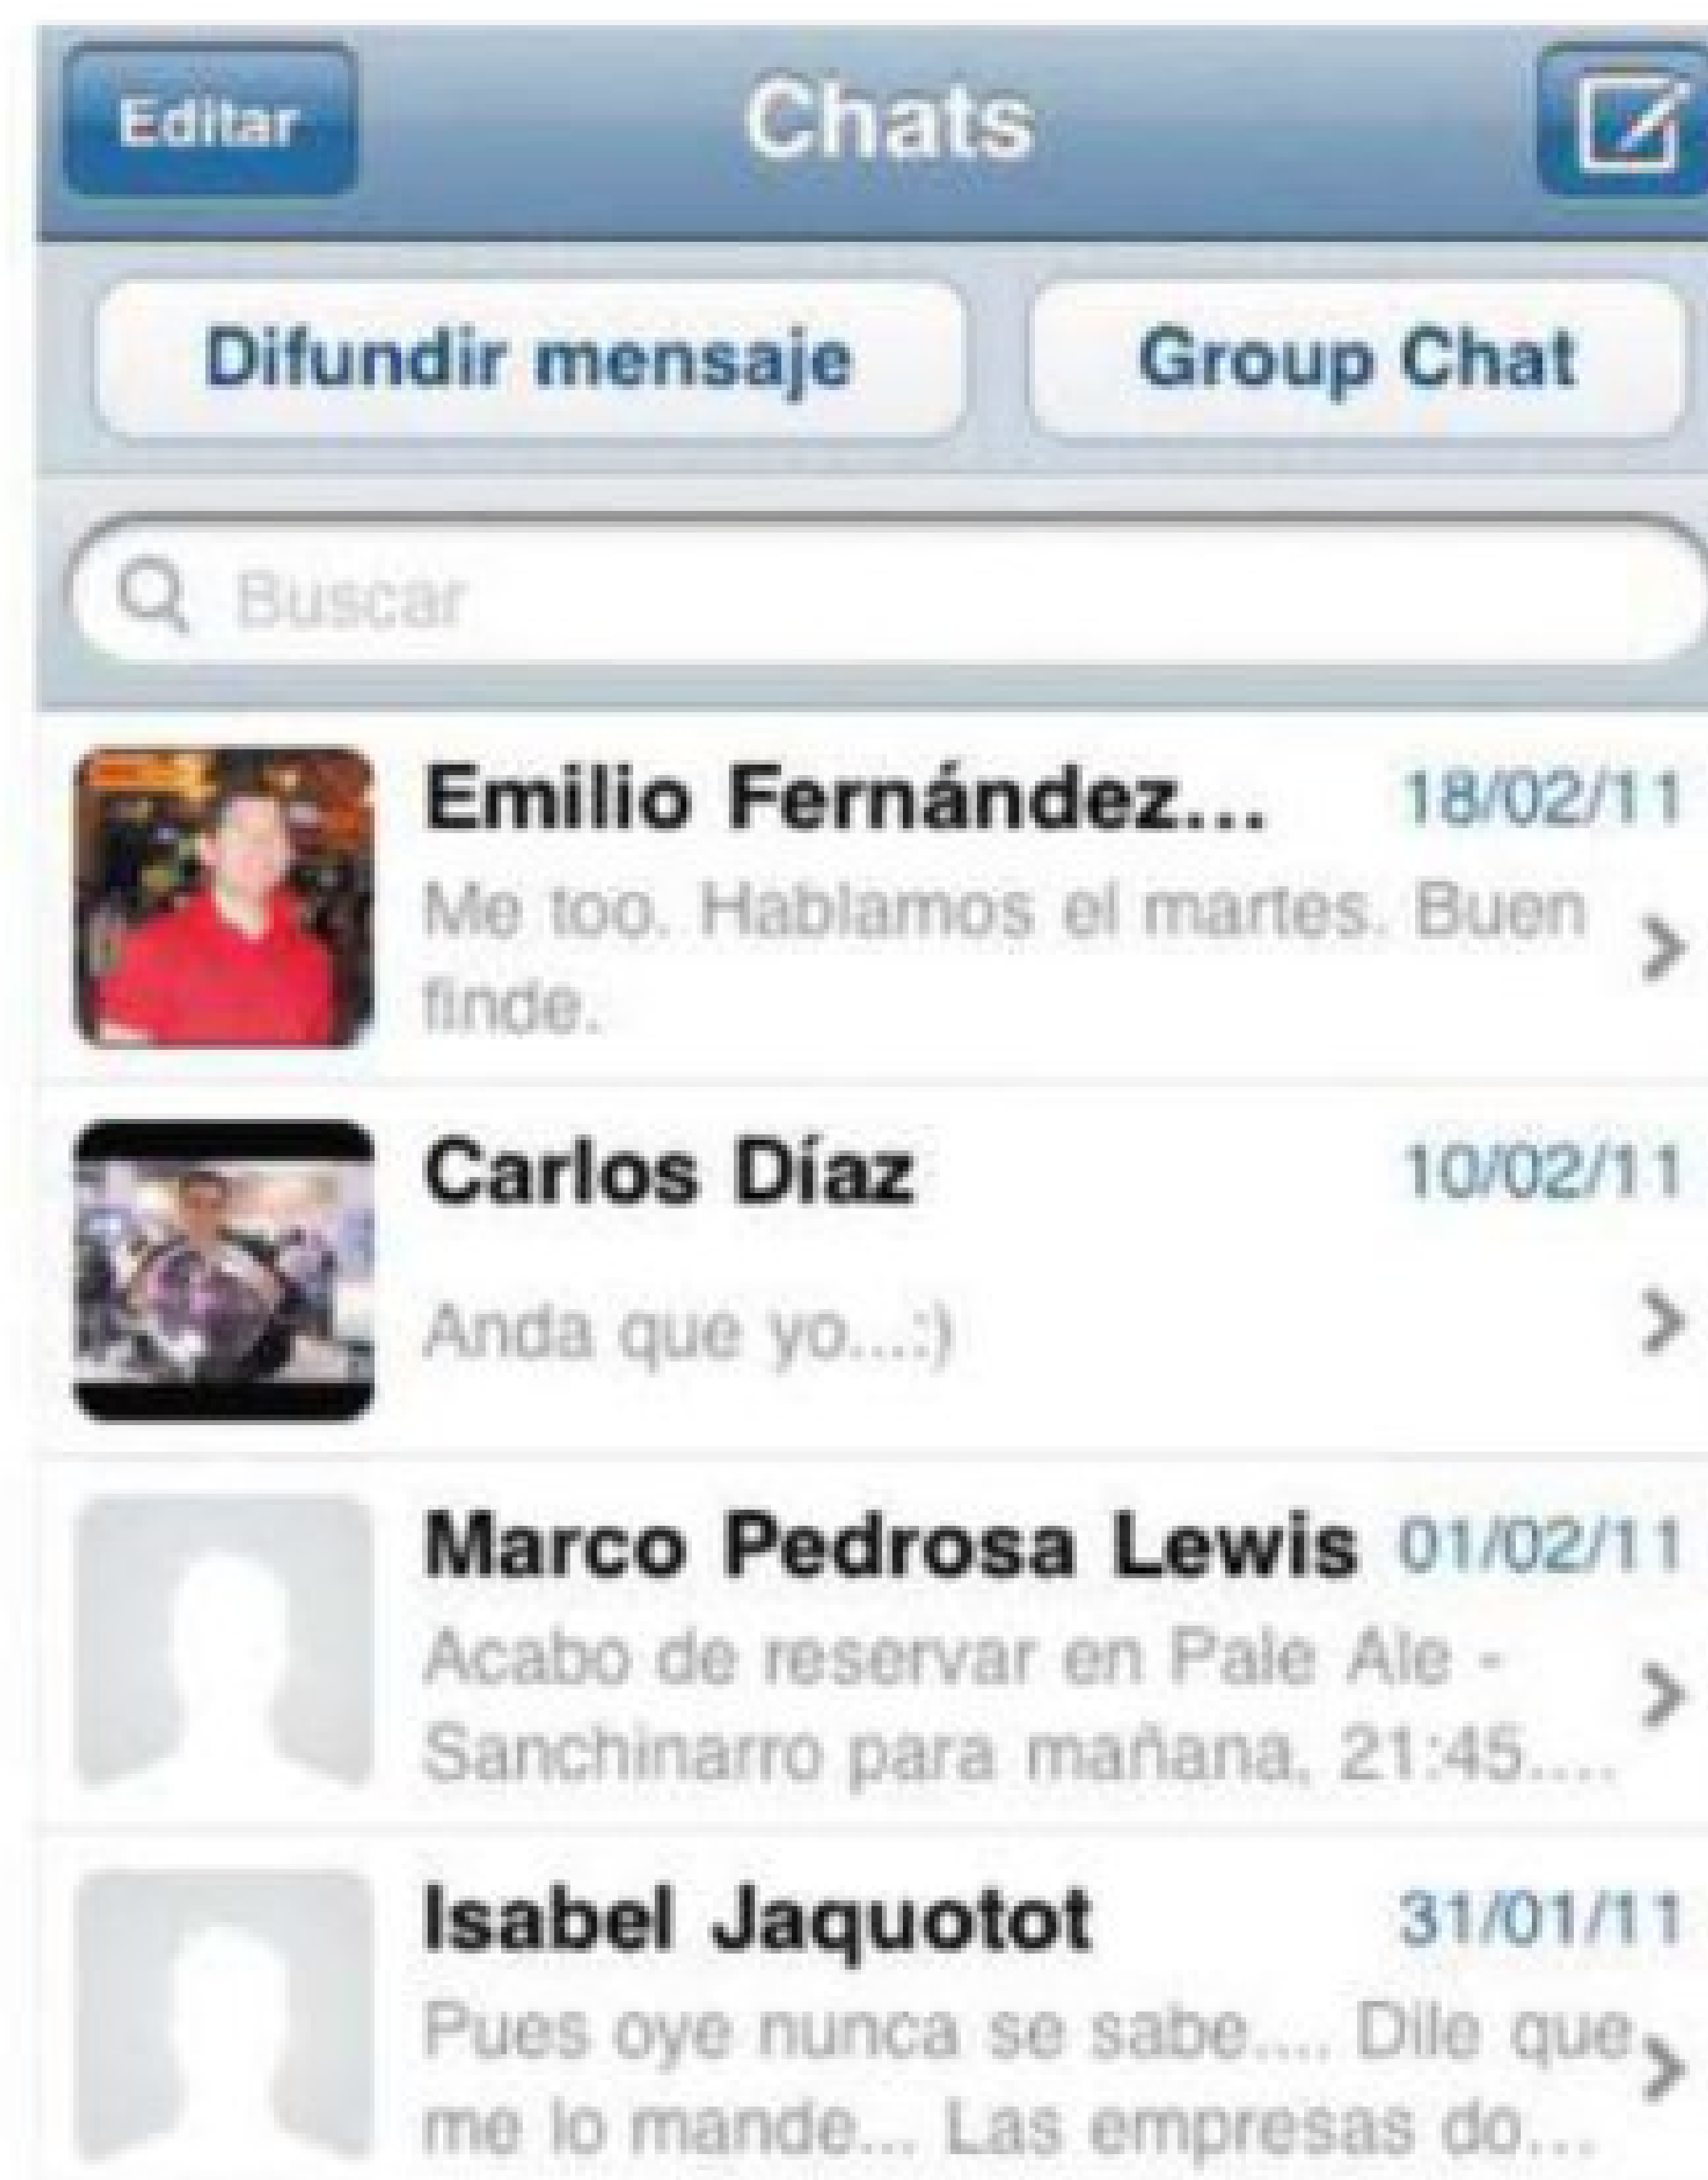 Editar
Chats
Difundir mensaje
Group Chat
Buscar
Emilio Fernández...
18/02/11
Me too. Hablamos el martes. Buen
finde.
Carlos Díaz
10/02/11
Anda que yo...:)
Marco Pedrosa Lewis
01/02/11
Acabo de reservar en Pale Ale -
Sanchinarro para mañana, 21:45....
Isabel Jaquotot
31/01/11
Pues oye nunca se sabe.... Dile que
me lo mande... Las empresas do...